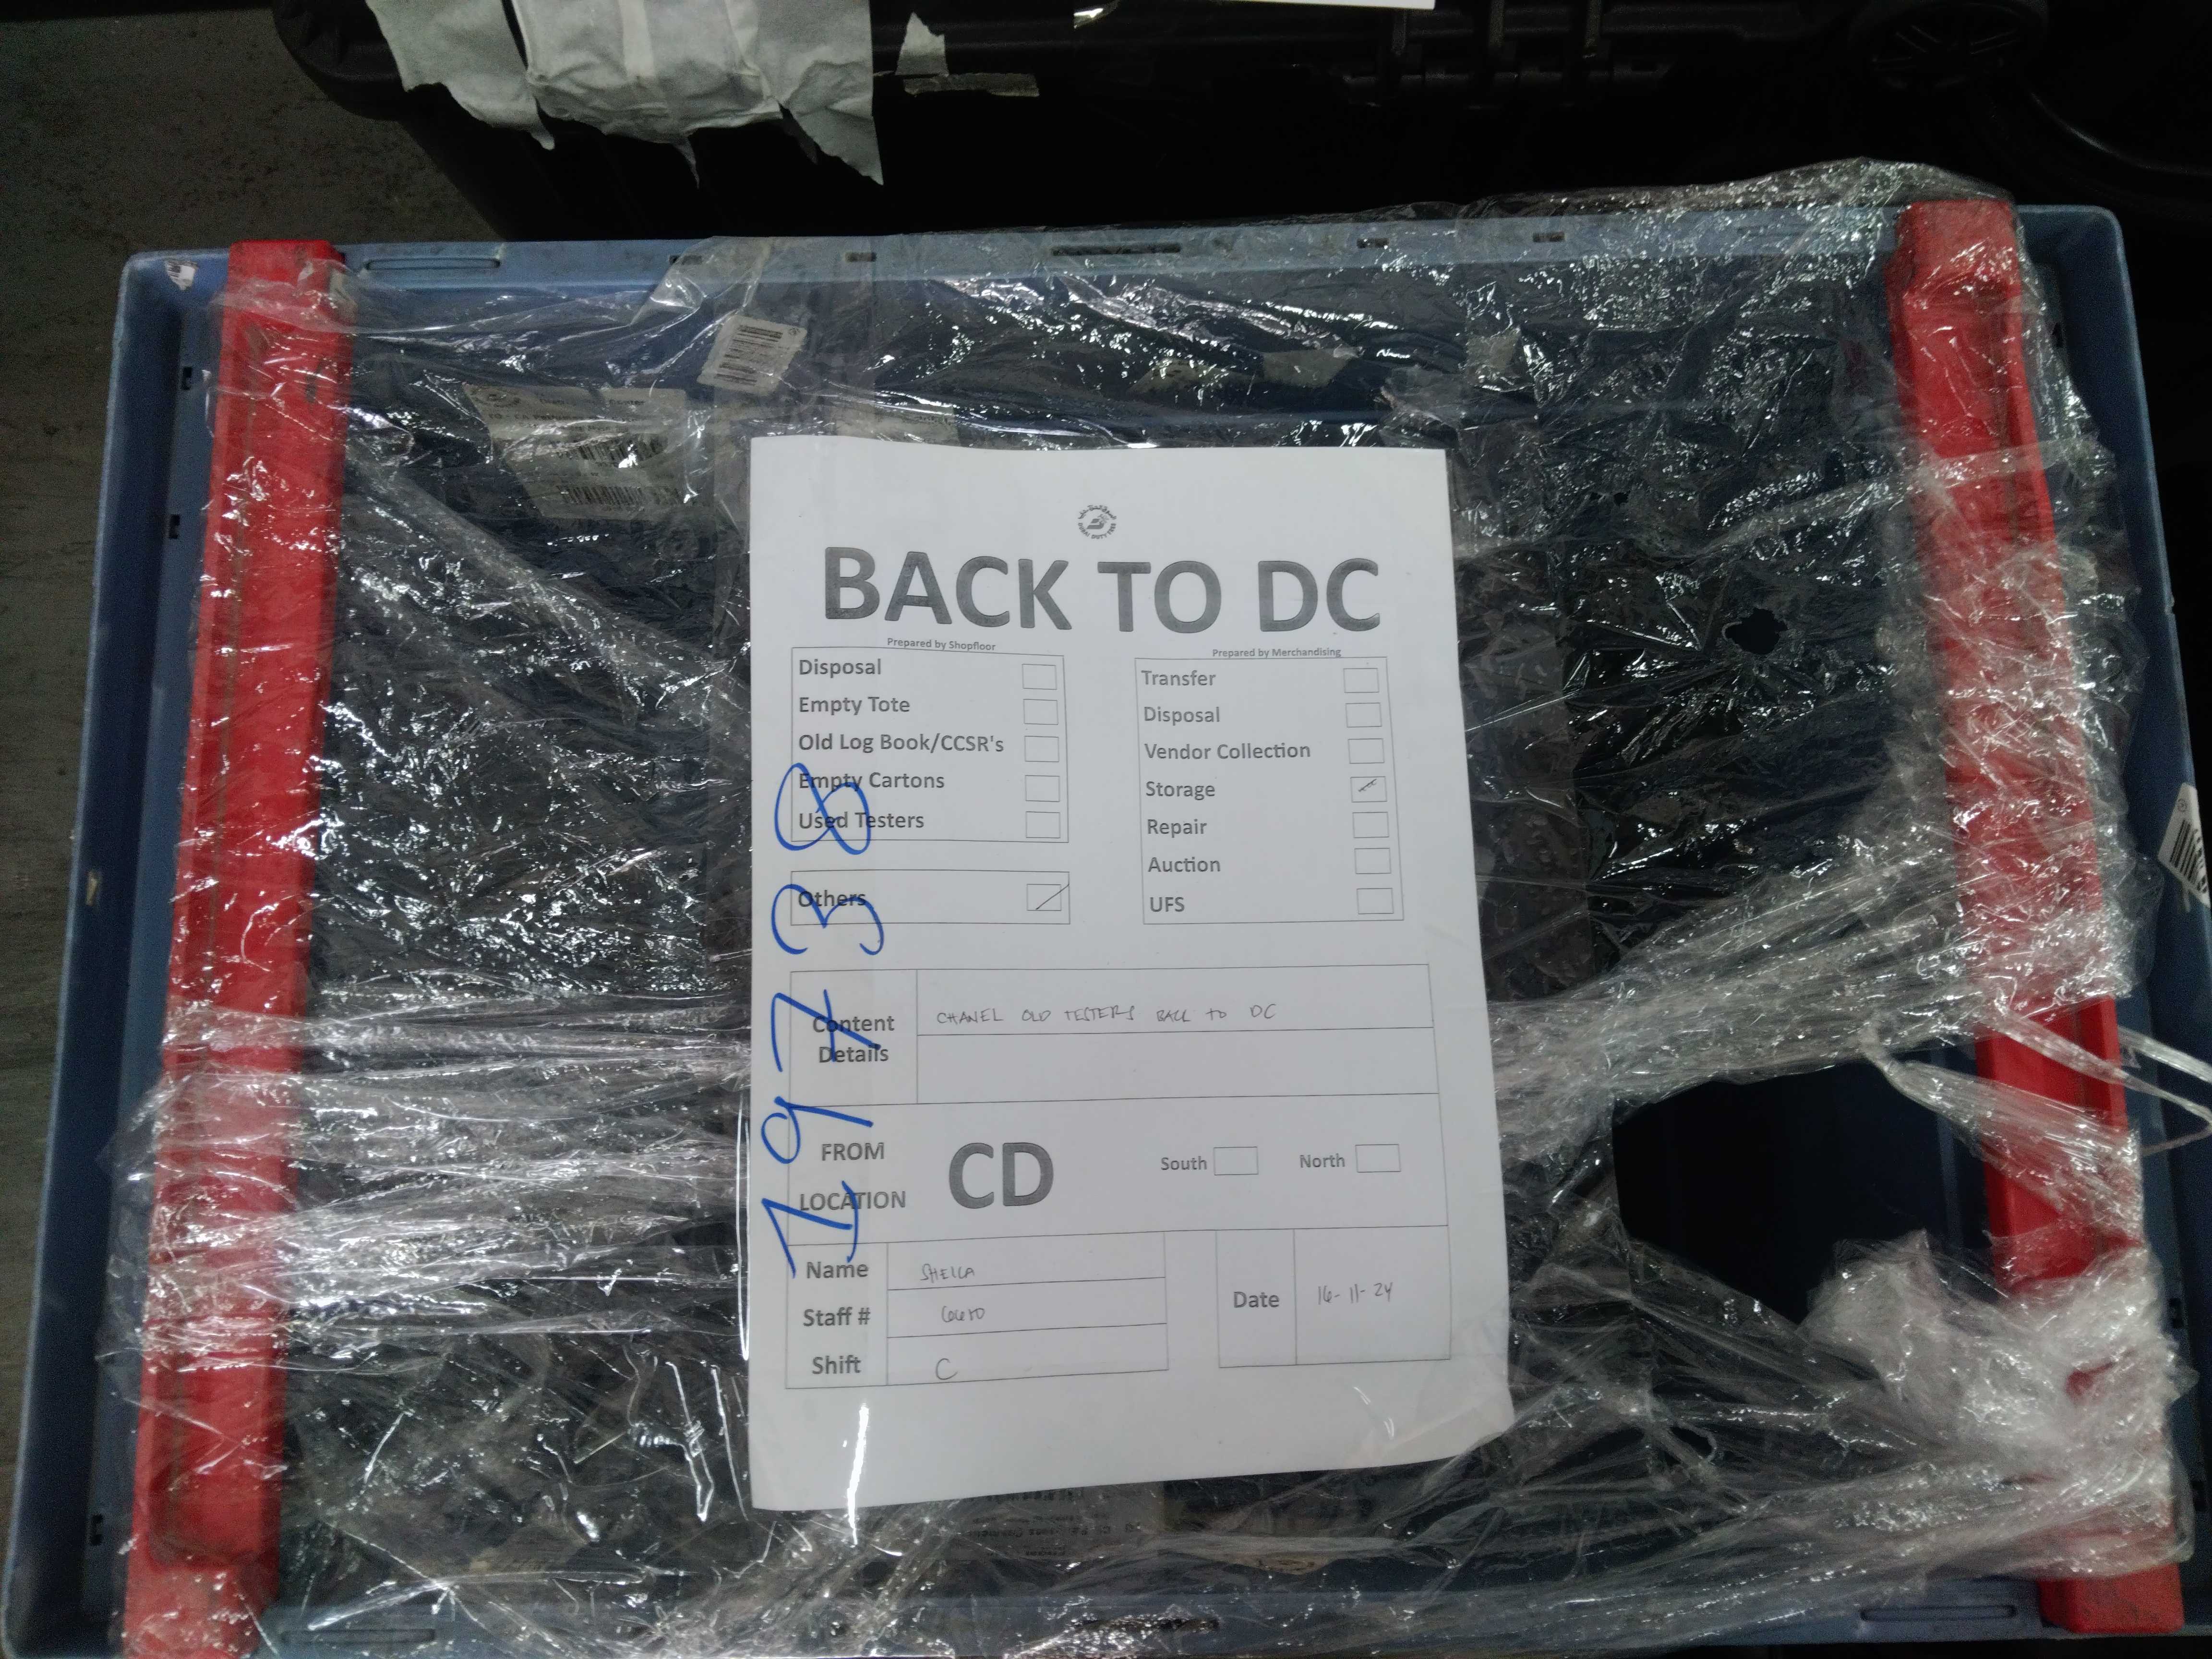 BACK TO DC
Prepared by Shopfloor
Disposal
Empty Tote
Old Log Book/CCSR's
Empty Cartons
Used Testers
Others
Prepared by Merchandising
Transfer
Disposal
Vendor Collection
Storage
Repair
Auction
UFS
19738
Content Details
CHANEL OLD TESTERS BACK TO DC
FROM LOCATION
CD
South
North
Name SHEILA
Staff #
Shift C
Date 16-11-24